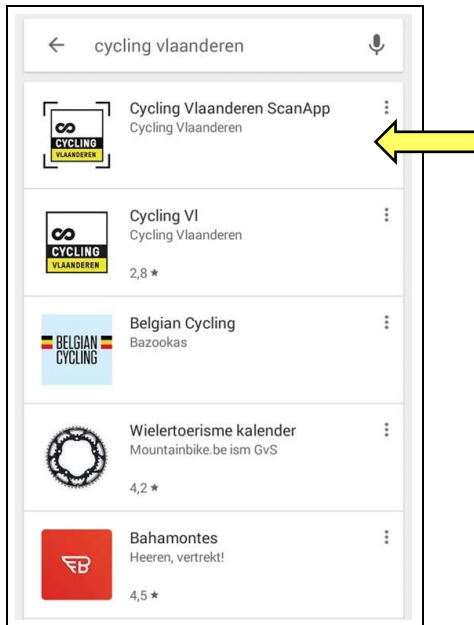 cycling vlaanderen
CYCLING
VLAANDEREN
Cycling Vlaanderen ScanApp
Cycling Vlaanderen
CYCLING
VLAANDEREN
Cycling Vl
Cycling Vlaanderen
2,8 ★
BELGIAN
CYCLING
Belgian Cycling
Bazookas
Wielertoerisme kalender
Mountainbike.be ism GvS
4,2 ★
B
Bahamontes
Heeren, vertrekt!
4,5 ★